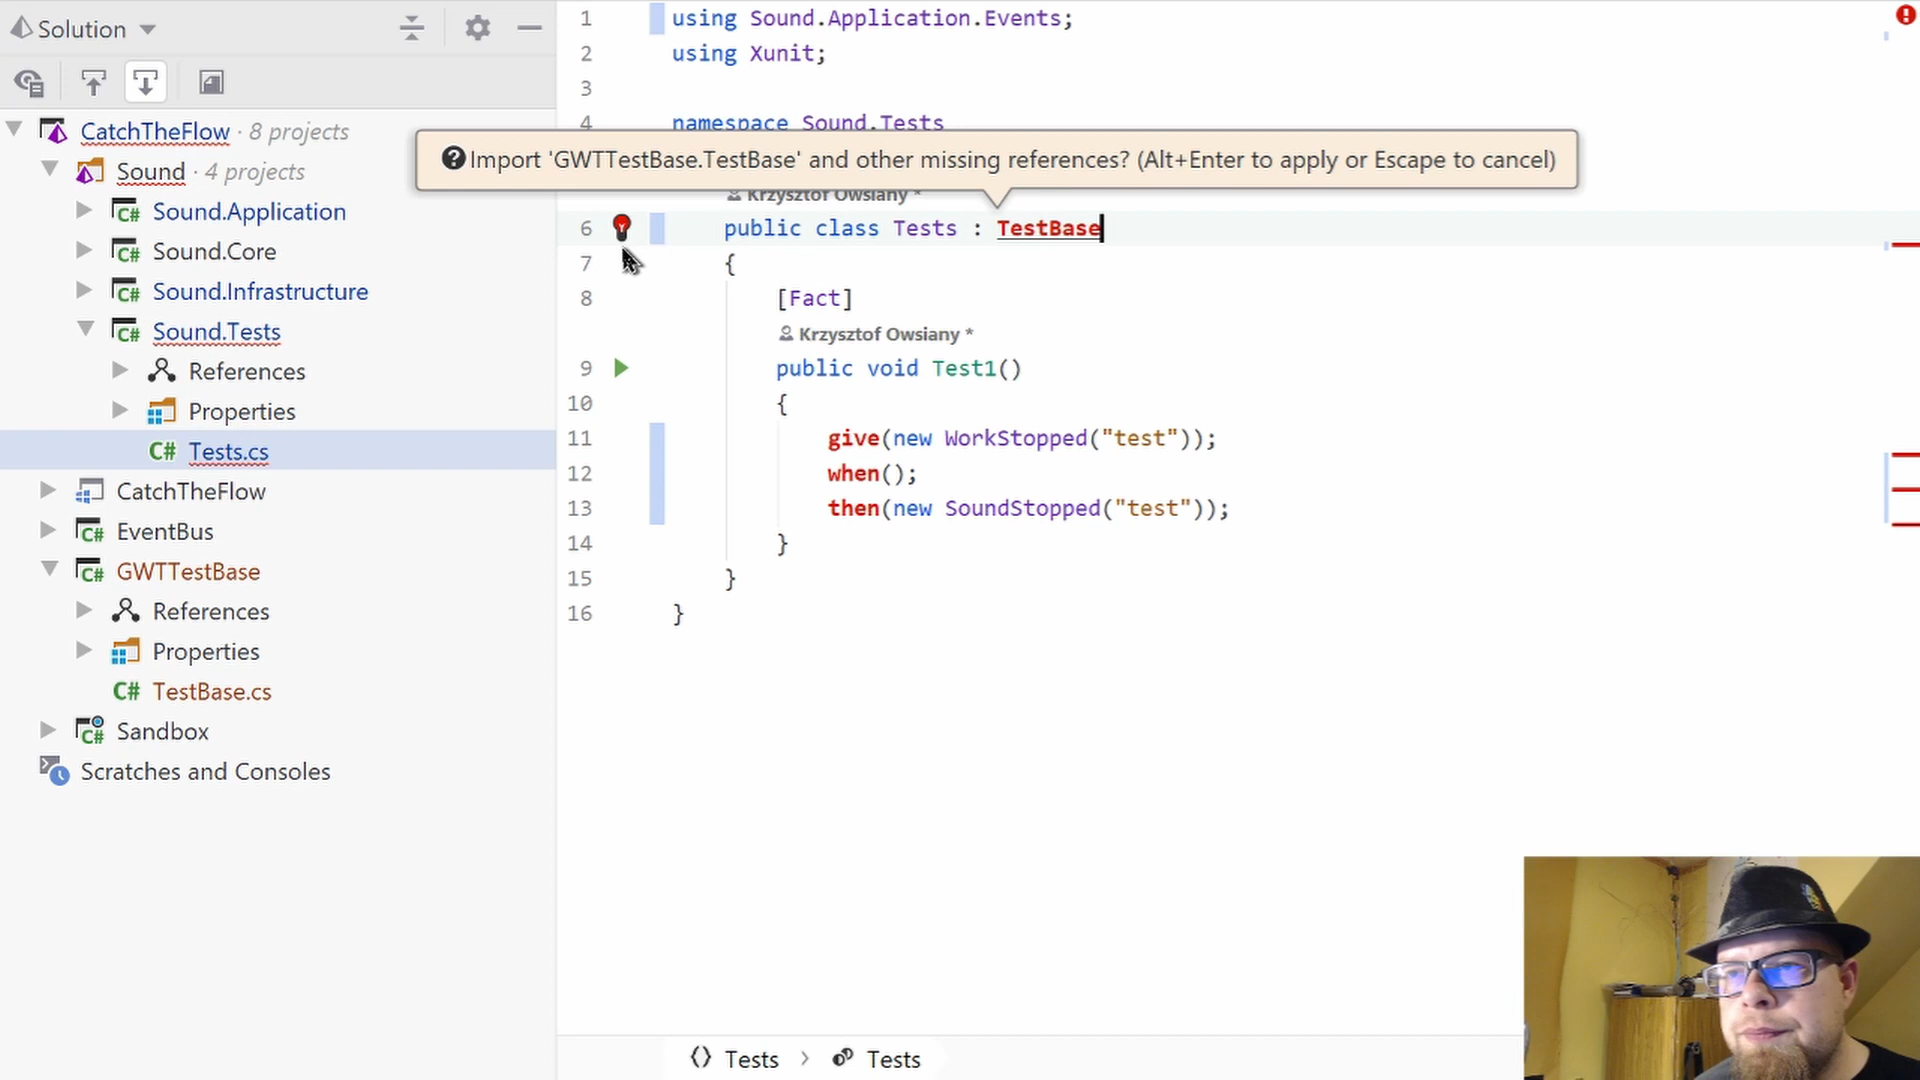 Solution
CatchTheFlow · 8 projects
Sound · 4 projects
Sound.Application
Sound.Core
Sound.Infrastructure
Sound.Tests
References
Properties
C# Tests.cs
CatchTheFlow
EventBus
GWTTestBase
References
Properties
C# TestBase.cs
Sandbox
Scratches and Consoles
1 using Sound.Application.Events;
2 using Xunit;
3
4 namespace Sound.Tests
Import 'GWTTestBase.TestBase' and other missing references? (Alt+Enter to apply or Escape to cancel)
Krzysztof Owsiany *
6 public class Tests : TestBase
7 {
8 [Fact]
Krzysztof Owsiany *
9 public void Test1()
10 {
11 give(new WorkStopped("test"));
12 when();
13 then(new SoundStopped("test"));
14 }
15 }
16 }
Tests > Tests